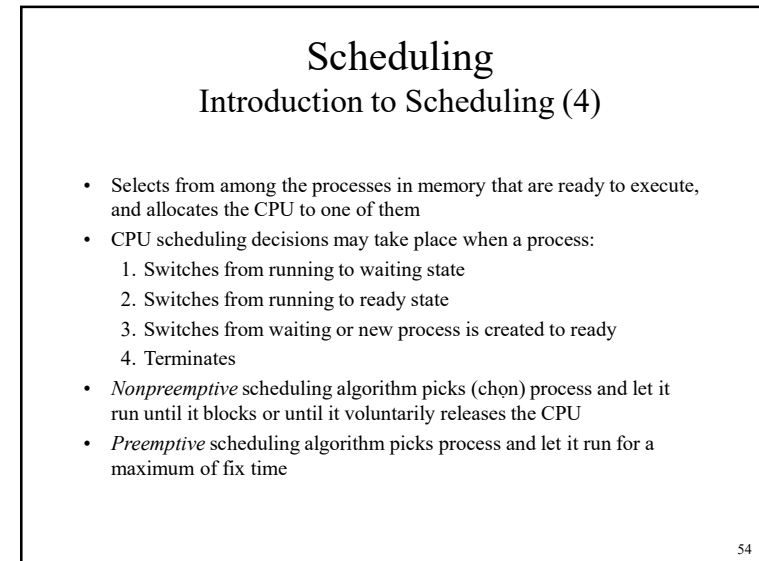 Scheduling
Introduction to Scheduling (4)
• Selects from among the processes in memory that are ready to execute,
and allocates the CPU to one of them
• CPU scheduling decisions may take place when a process:
1. Switches from running to waiting state
2. Switches from running to ready state
3. Switches from waiting or new process is created to ready
4. Terminates
• Nonpreemptive scheduling algorithm picks (chọn) process and let it
run until it blocks or until it voluntarily releases the CPU
• Preemptive scheduling algorithm picks process and let it run for a
maximum of fix time
54